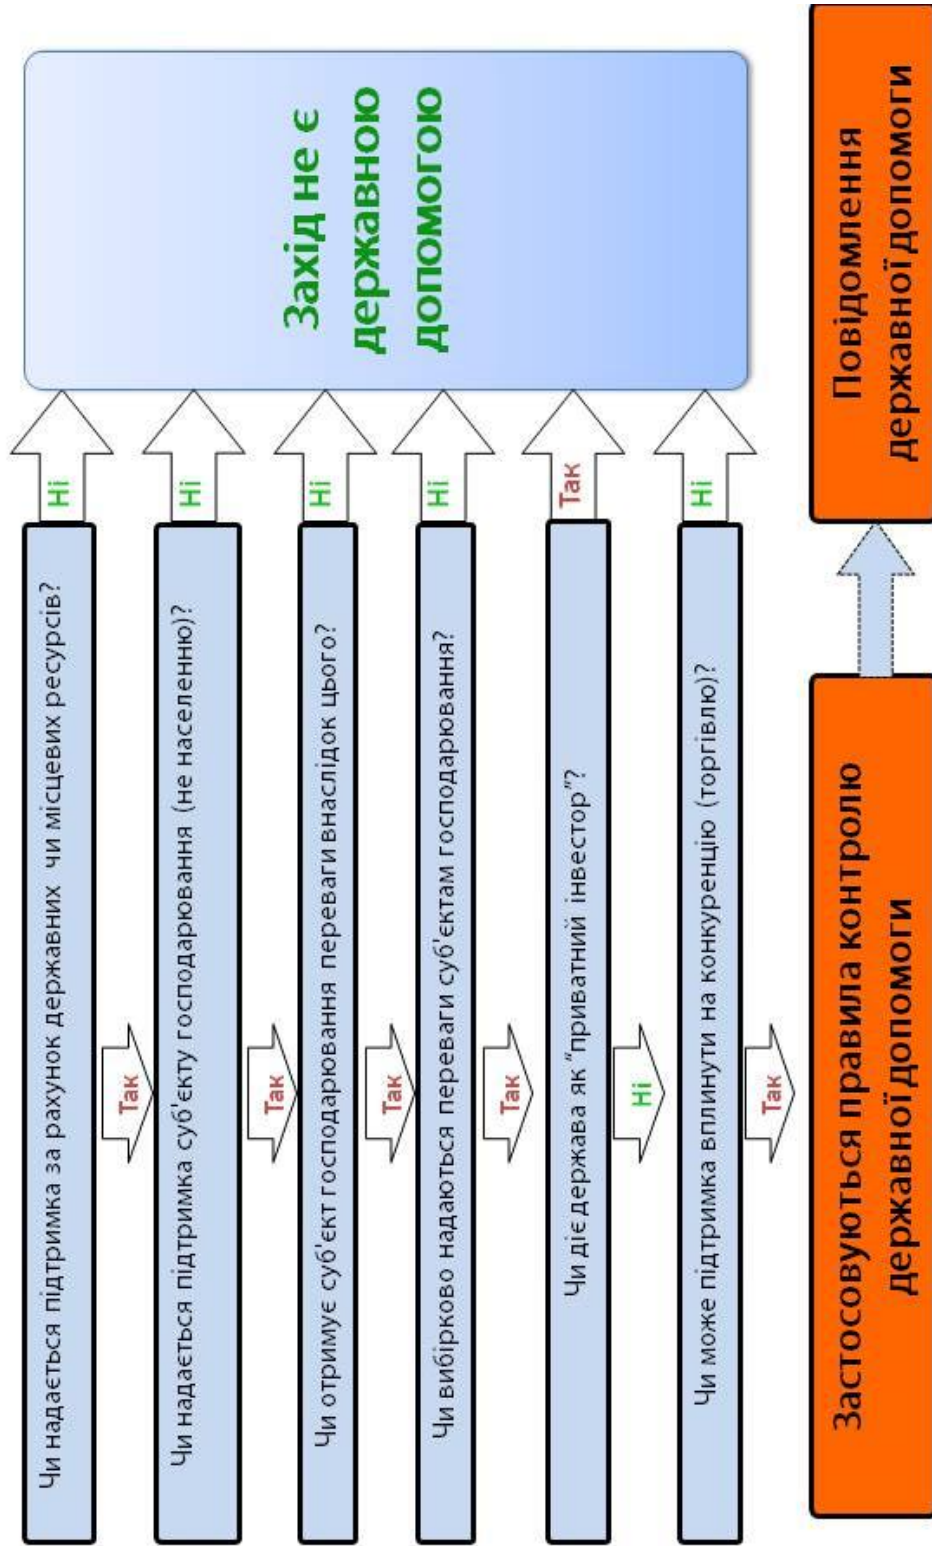 Чи надається підтримка за рахунок державних чи місцевих ресурсів?
Ні
Так
Чи надається підтримка суб'єкту господарювання (не населенню)?
Ні
Так
Чи отримує суб'єкт господарювання переваги внаслідок цього?
Ні
Так
Чи вибірково надаються переваги суб'єктам господарювання?
Ні
Так
Чи діє держава як "приватний інвестор"?
Так
Ні
Чи може підтримка вплинути на конкуренцію (торгівлю)?
Ні
Так
Захід не є
державною
допомогою
Застосовуються правила контролю
державної допомоги
Повідомлення
державної допомоги